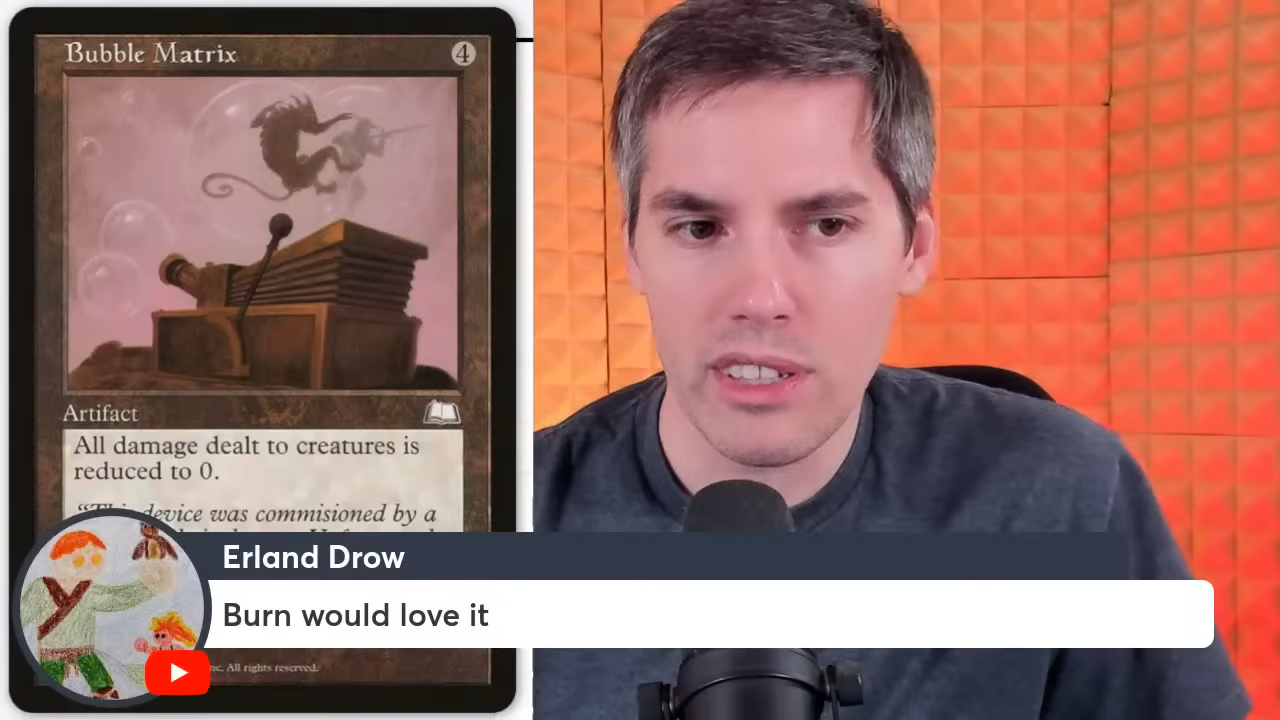 Bubble Matrix
4
Artifact
All damage dealt to creatures is
reduced to 0.
device was commisioned by a
Erland Drow
Burn would love it
All rights reserved.